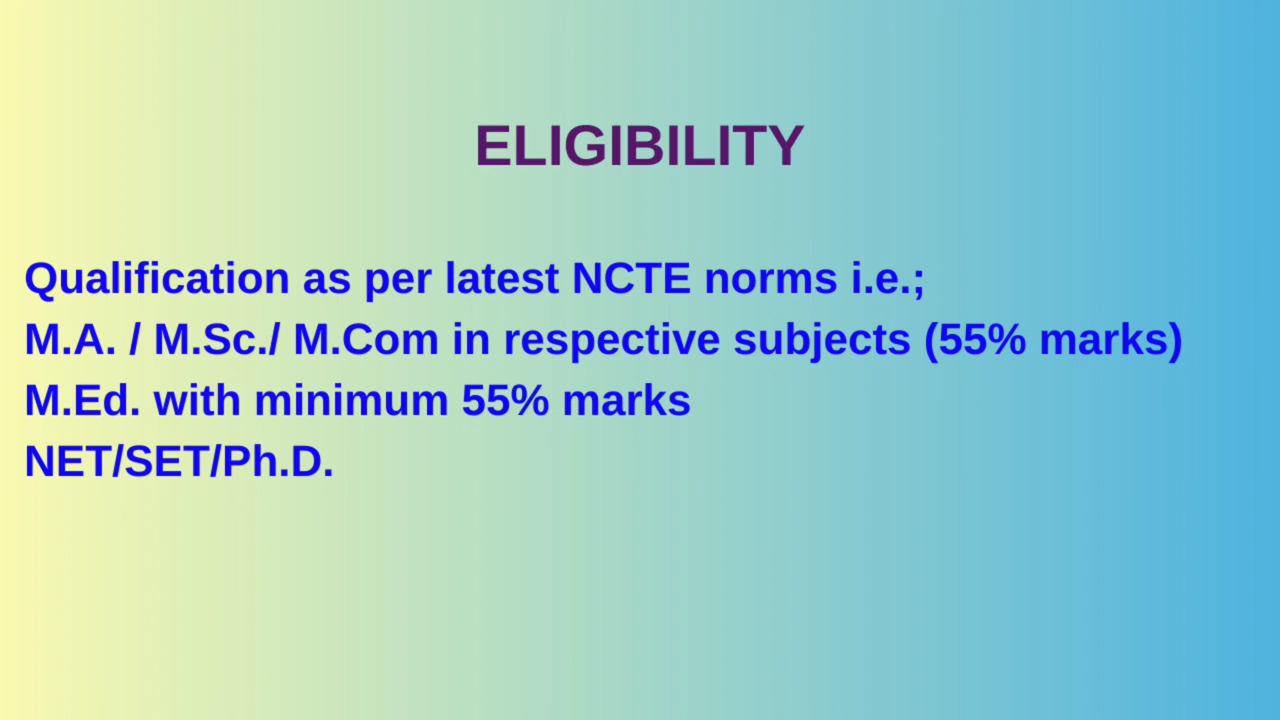 ELIGIBILITY
Qualification as per latest NCTE norms i.e.;
M.A. / M.Sc./ M.Com in respective subjects (55% marks)
M.Ed. with minimum 55% marks
NET/SET/Ph.D.